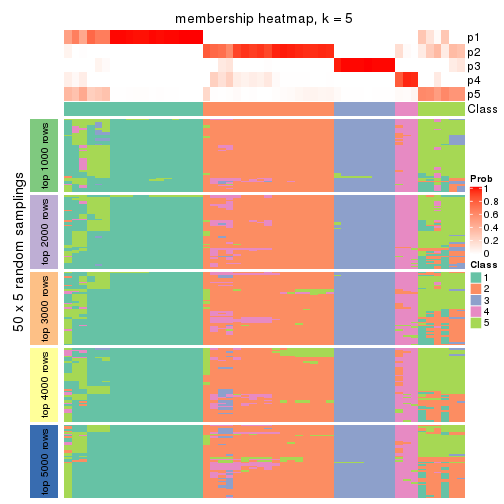 membership heatmap, k = 5
p1
p2
p3
p4
p5
Class
50 x 5 random samplings
top 1000 rows
top 2000 rows
top 3000 rows
top 4000 rows
top 5000 rows
Prob
1
0.8
0.6
0.4
0.2
0
Class
1
2
3
4
5